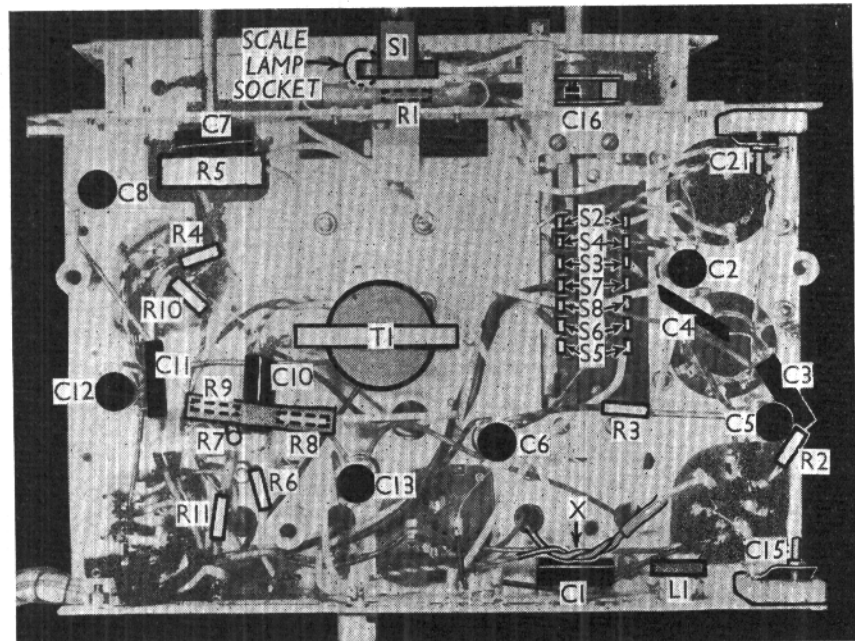 SCALE
LAMP
SOCKET
S1
R1
C7
C16
R5
C21
C8
S2
S4
S3
S7
S8
S6
S5
R4
C2
R10
C4
T1
C11
C10
C3
C12
R9
R7
R8
C6
R3
C5
R2
R6
C13
R11
X
C15
C1
L1